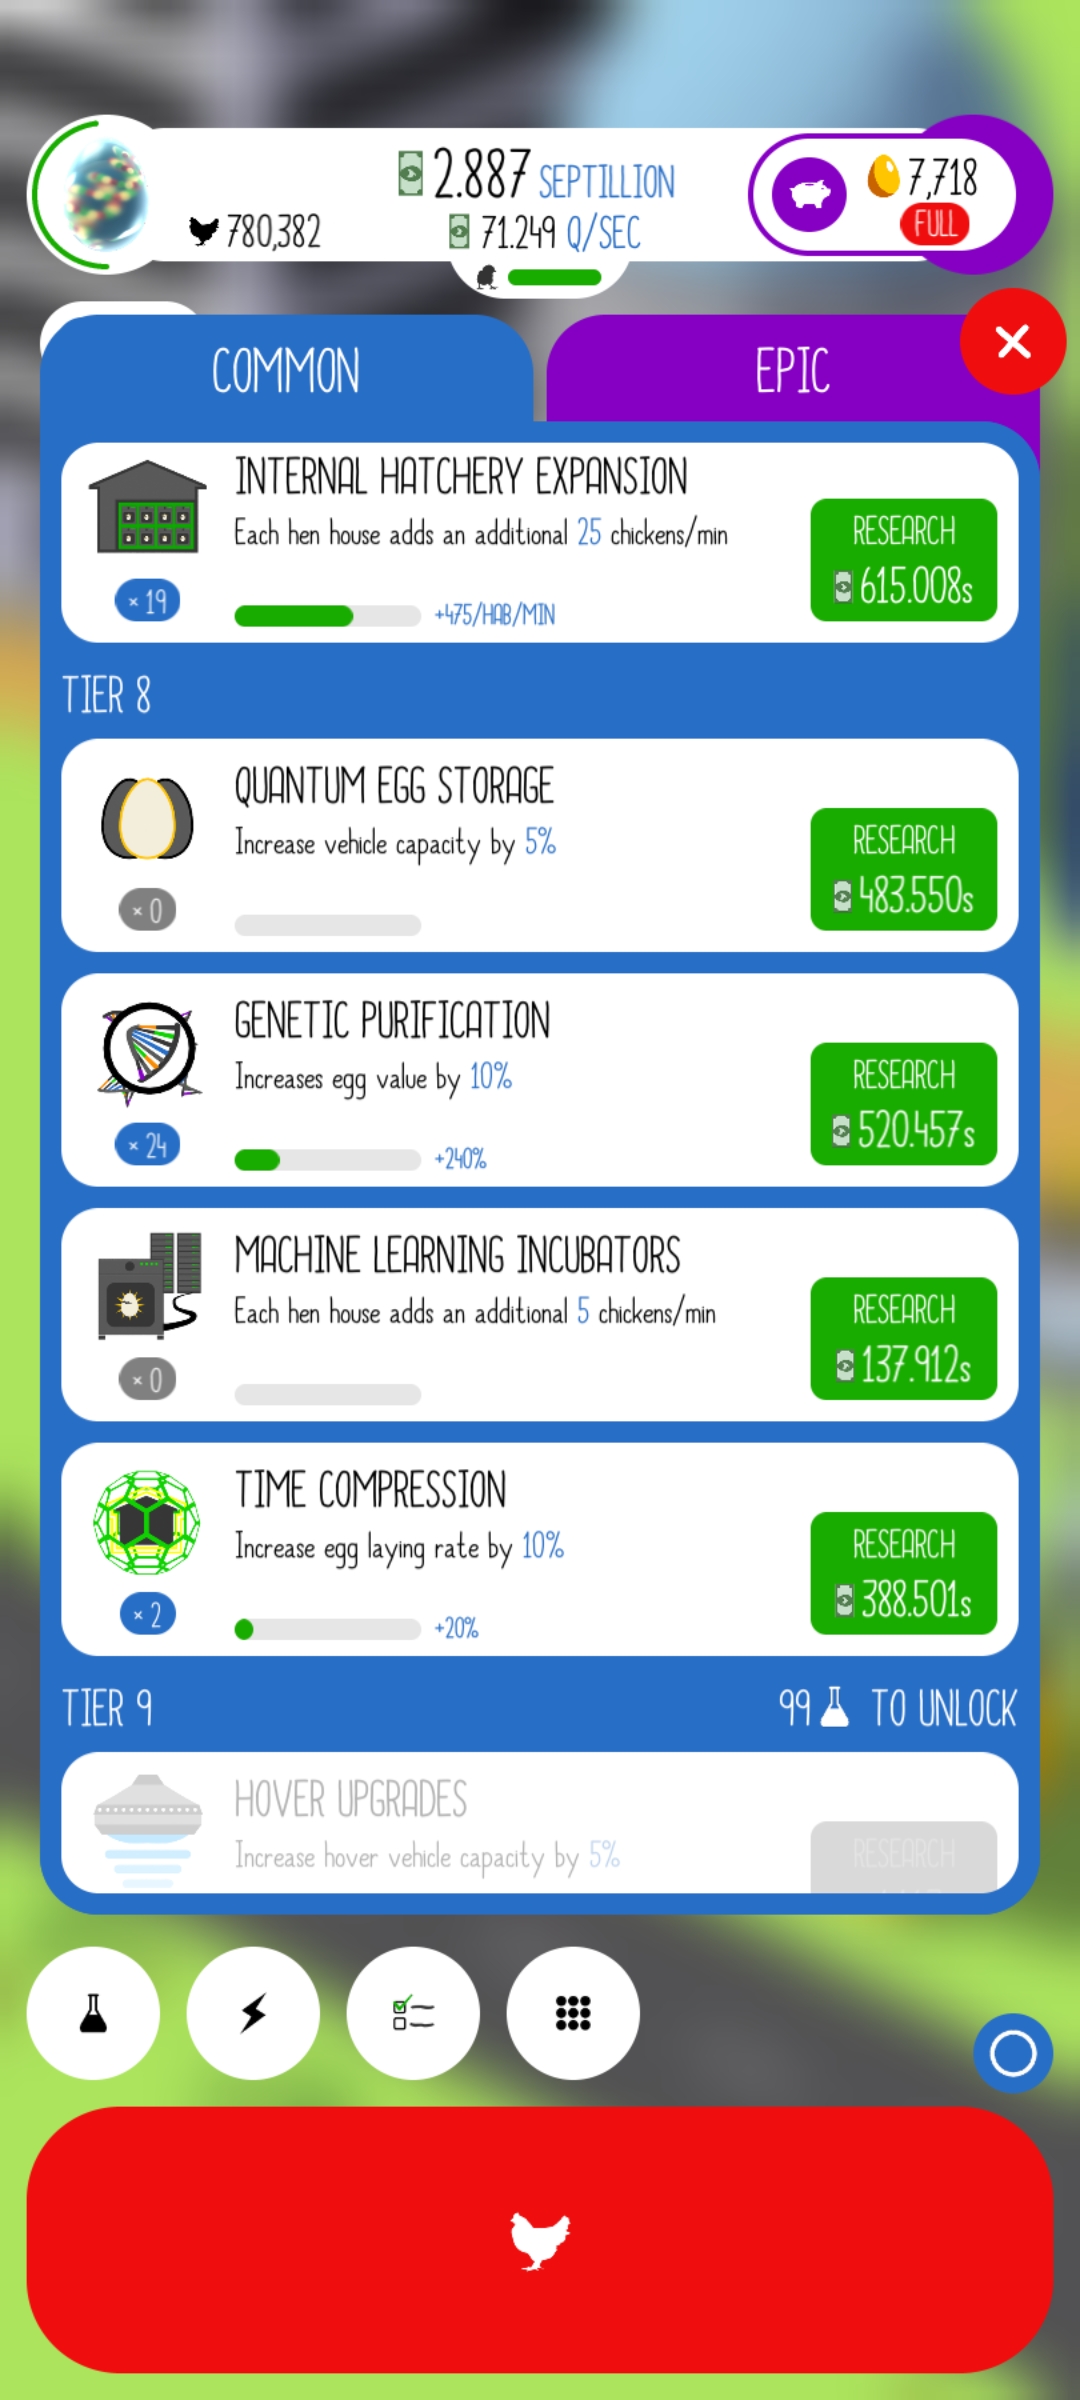 2.887 SEPTILLION
7,718
780,382
71.249 Q/SEC
FULL
COMMON
EPIC
INTERNAL HATCHERY EXPANSION
Each hen house adds an additional 25 chickens/min
RESEARCH
615.008s
× 19
+475/HAB/MIN
TIER 8
QUANTUM EGG STORAGE
Increase vehicle capacity by 5%
RESEARCH
483.550s
× 0
GENETIC PURIFICATION
Increases egg value by 10%
RESEARCH
520.457s
× 24
+240%
MACHINE LEARNING INCUBATORS
Each hen house adds an additional 5 chickens/min
RESEARCH
137.912s
× 0
TIME COMPRESSION
Increase egg laying rate by 10%
RESEARCH
388.501s
× 2
+20%
TIER 9
99 TO UNLOCK
HOVER UPGRADES
Increase hover vehicle capacity by 5%
RESEARCH